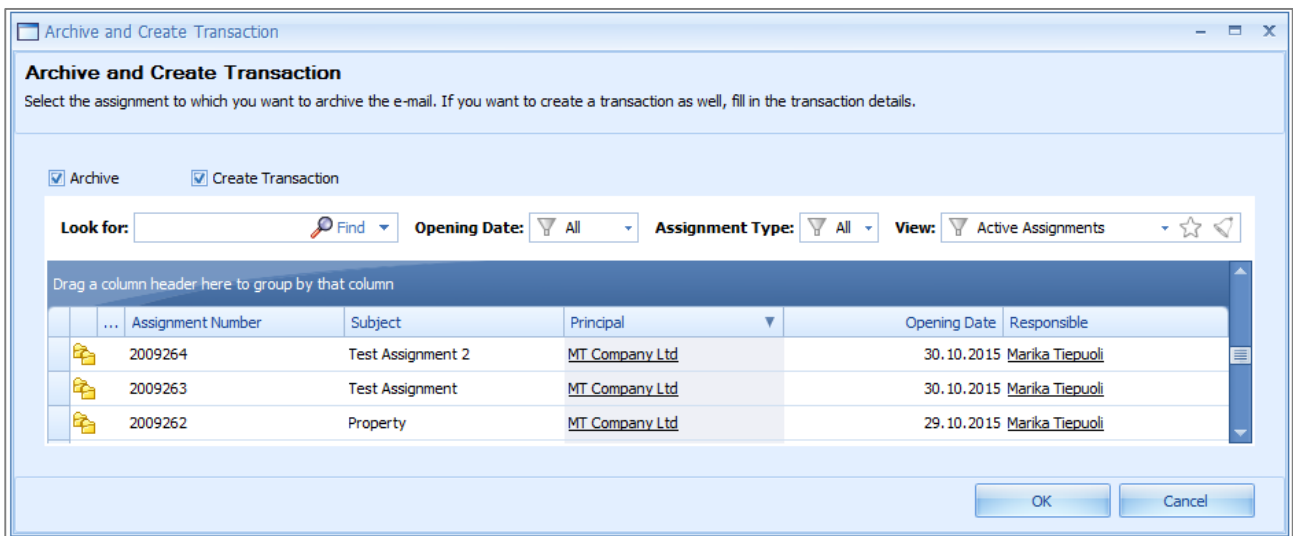 Archive and Create Transaction
Archive and Create Transaction
Select the assignment to which you want to archive the e-mail. If you want to create a transaction as well, fill in the transaction details.
Archive Create Transaction
Look for: Find Opening Date: All Assignment Type: All View: Active Assignments
Drag a column header here to group by that column
... Assignment Number Subject Principal Opening Date Responsible
2009264 Test Assignment 2 MT Company Ltd 30.10.2015 Marika Tiepuoli
2009263 Test Assignment MT Company Ltd 30.10.2015 Marika Tiepuoli
2009262 Property MT Company Ltd 29.10.2015 Marika Tiepuoli
OK Cancel